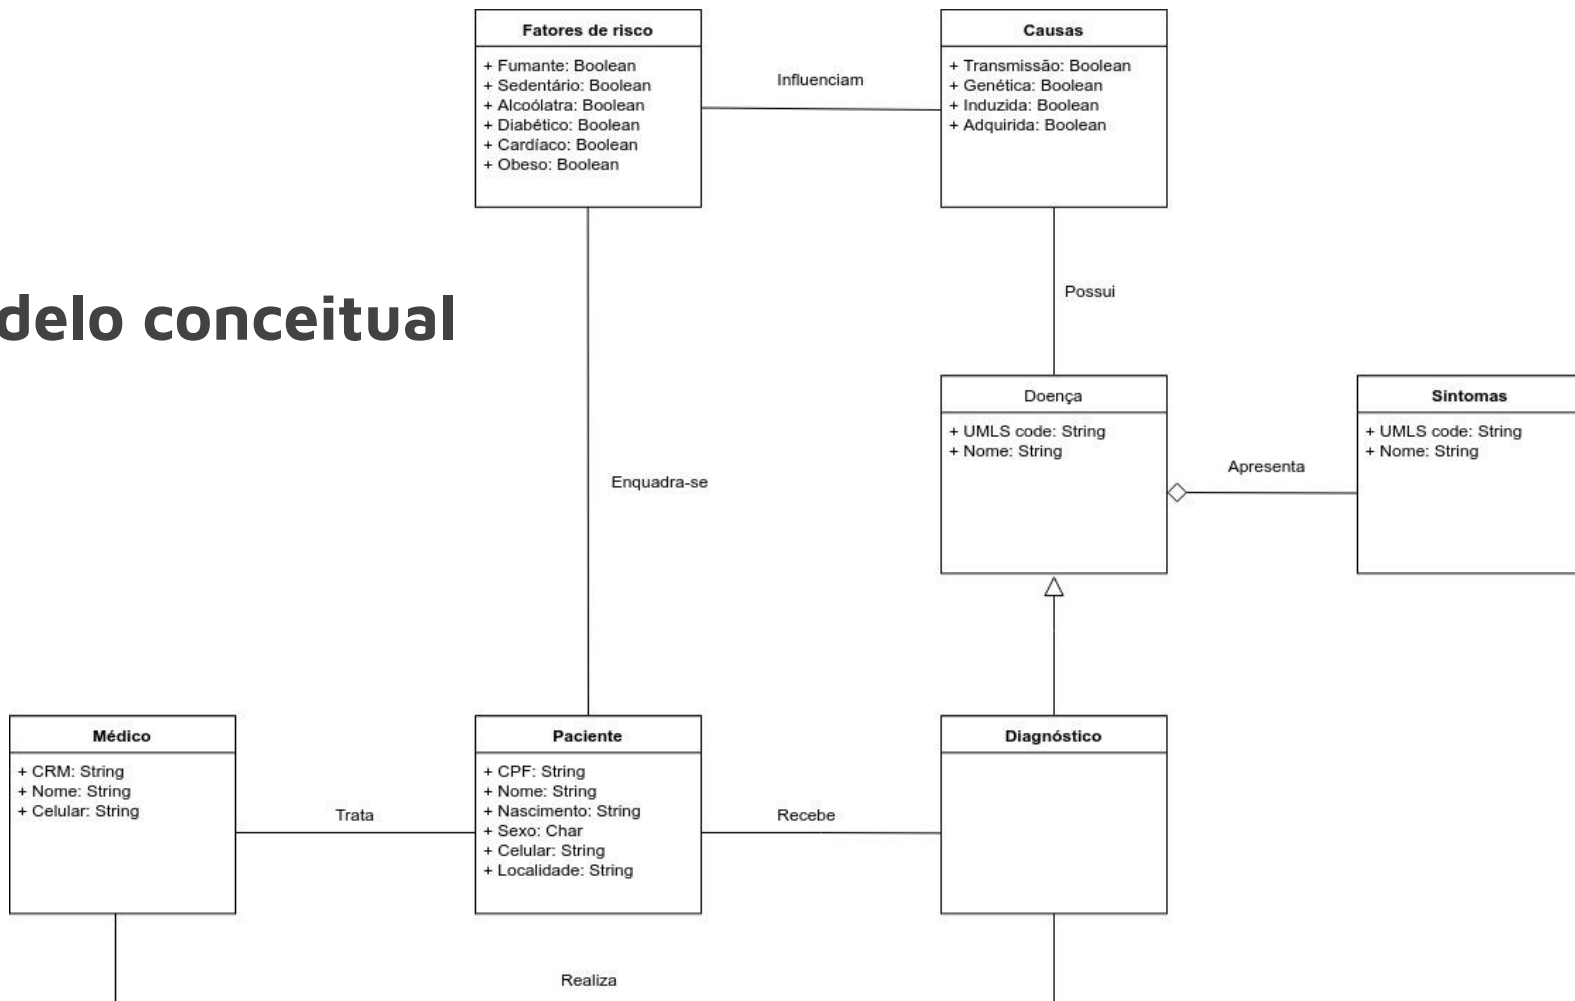 Fatores de risco
+ Fumante: Boolean
+ Sedentário: Boolean
+ Alcoólatra: Boolean
+ Diabético: Boolean
+ Cardíaco: Boolean
+ Obeso: Boolean
Influenciam
Causas
+ Transmissão: Boolean
+ Genética: Boolean
+ Induzida: Boolean
+ Adquirida: Boolean
delo conceitual
Possui
Doença
+ UMLS code: String
+ Nome: String
Apresenta
Sintomas
+ UMLS code: String
+ Nome: String
Enquadra-se
Médico
+ CRM: String
+ Nome: String
+ Celular: String
Trata
Paciente
+ CPF: String
+ Nome: String
+ Nascimento: String
+ Sexo: Char
+ Celular: String
+ Localidade: String
Recebe
Diagnóstico
Realiza